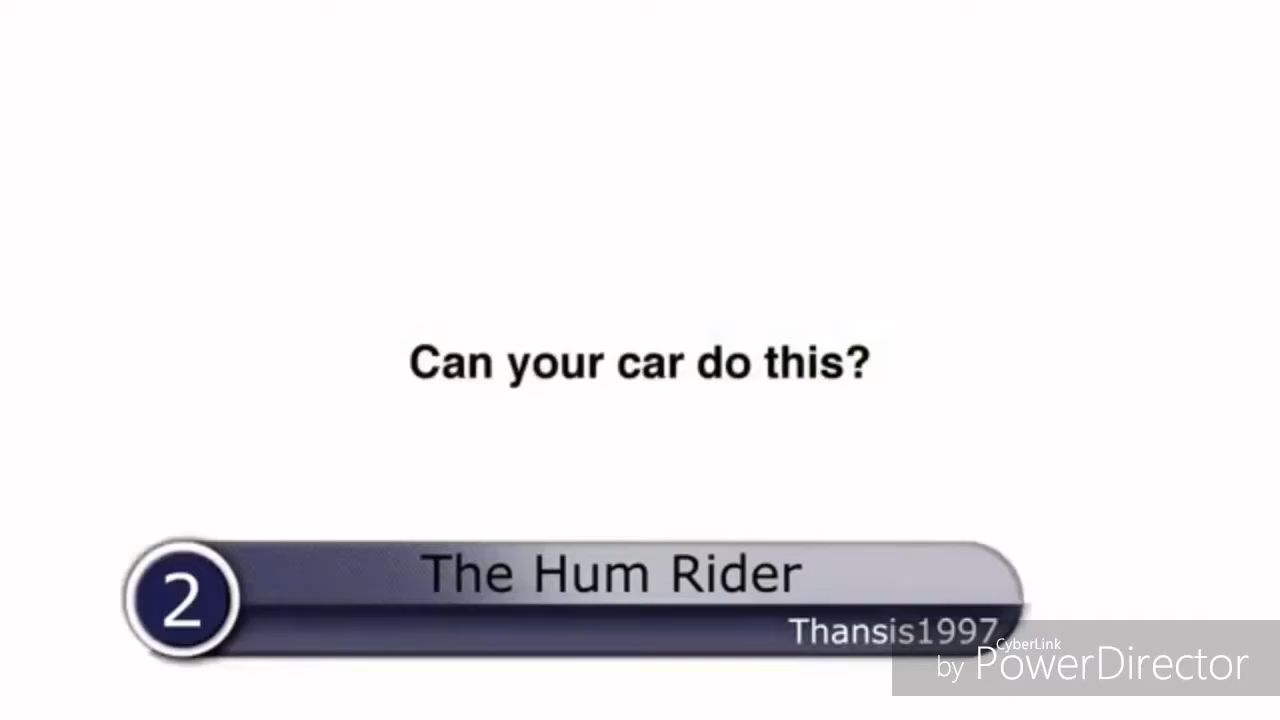 Can your car do this?
2
The Hum Rider
Thansis1997
CyberLink
by PowerDirector